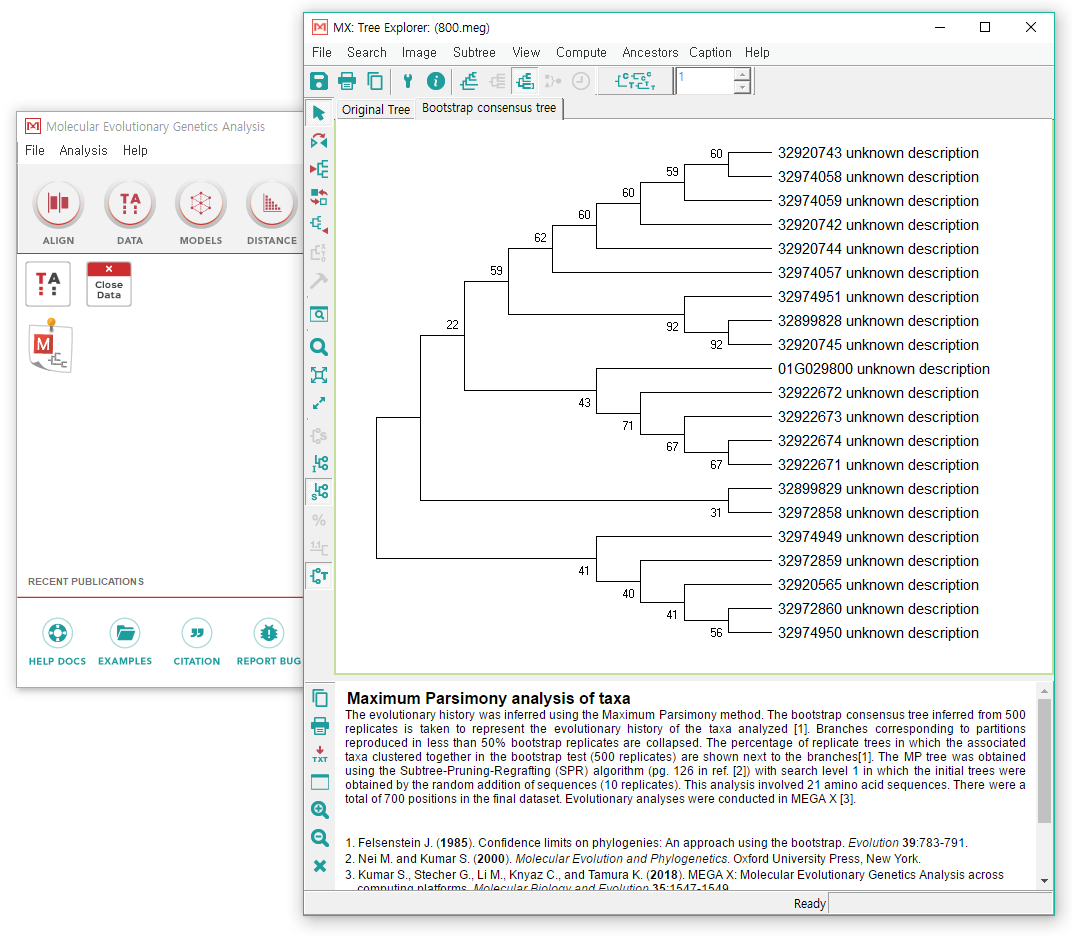 Molecular Evolutionary Genetics Analysis
File Analysis Help
ALIGN DATA MODELS DISTANCE
TA
Close
Data
M
RECENT PUBLICATIONS
HELP DOCS EXAMPLES CITATION REPORT BUG
MX: Tree Explorer: (800.meg)
File Search Image Subtree View Compute Ancestors Caption Help
1
Original Tree Bootstrap consensus tree
60
32920743 unknown description
59
32974058 unknown description
60
32974059 unknown description
60
32920742 unknown description
62
32920744 unknown description
59
32974057 unknown description
22
32974951 unknown description
92
32899828 unknown description
92
32920745 unknown description
01G029800 unknown description
43
32922672 unknown description
71
32922673 unknown description
67
32922674 unknown description
67
32922671 unknown description
32899829 unknown description
31
32972858 unknown description
32974949 unknown description
41
32972859 unknown description
40
32920565 unknown description
41
32972860 unknown description
56
32974950 unknown description
TXT
Maximum Parsimony analysis of taxa
The evolutionary history was inferred using the Maximum Parsimony method. The bootstrap consensus tree inferred from 500
replicates is taken to represent the evolutionary history of the taxa analyzed [1]. Branches corresponding to partitions
reproduced in less than 50% bootstrap replicates are collapsed. The percentage of replicate trees in which the associated
taxa clustered together in the bootstrap test (500 replicates) are shown next to the branches[1]. The MP tree was obtained
using the Subtree-Pruning-Regrafting (SPR) algorithm (pg. 126 in ref. [2]) with search level 1 in which the initial trees were
obtained by the random addition of sequences (10 replicates). This analysis involved 21 amino acid sequences. There were a
total of 700 positions in the final dataset. Evolutionary analyses were conducted in MEGA X [3].
1. Felsenstein J. (1985). Confidence limits on phylogenies: An approach using the bootstrap. Evolution 39:783-791.
2. Nei M. and Kumar S. (2000). Molecular Evolution and Phylogenetics. Oxford University Press, New York.
3. Kumar S., Stecher G., Li M., Knyaz C., and Tamura K. (2018). MEGA X: Molecular Evolutionary Genetics Analysis across
computing platforms. Molecular Biology and Evolution 35:1547-1549.
Ready